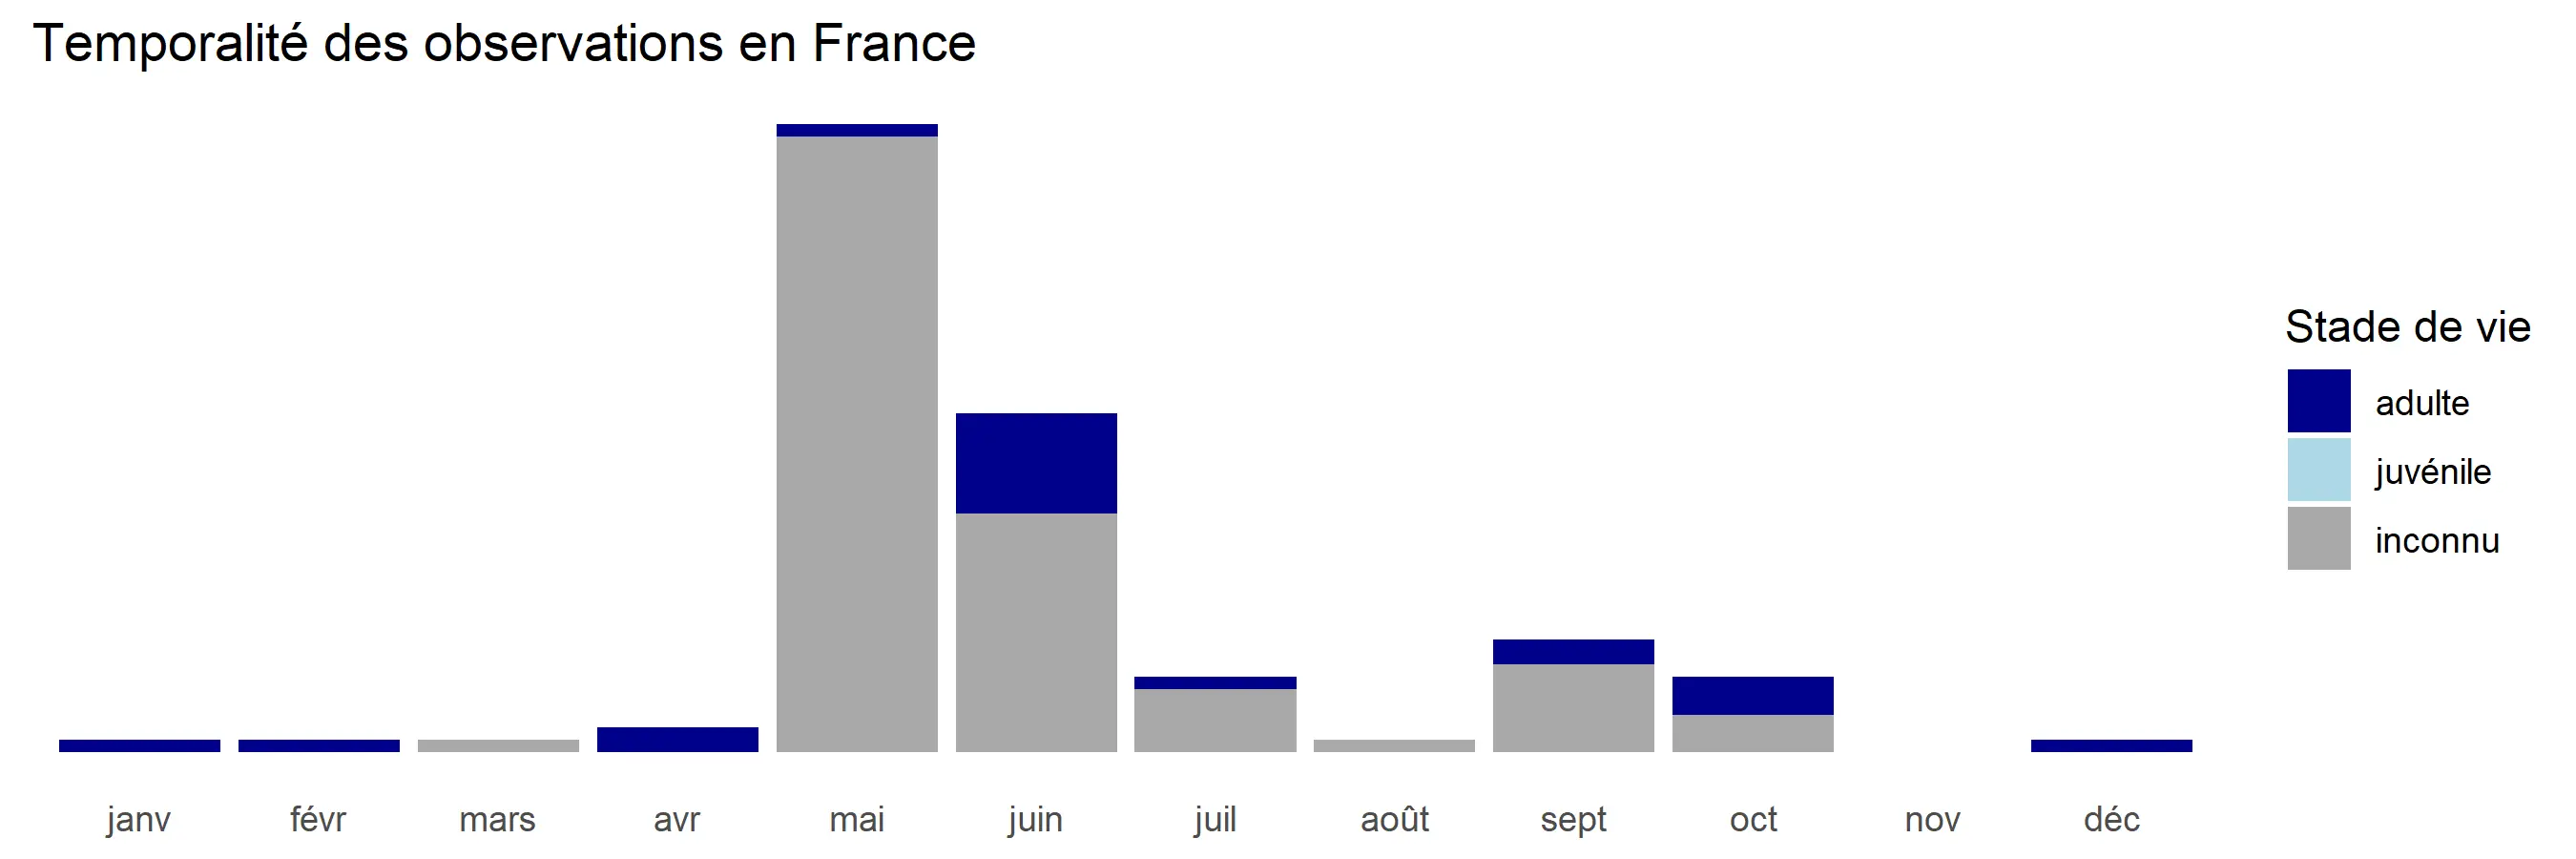 Temporalité des observations en France
Stade de vie
adulte
juvénile
inconnu
janv févr mars avr mai juin juil août sept oct nov déc